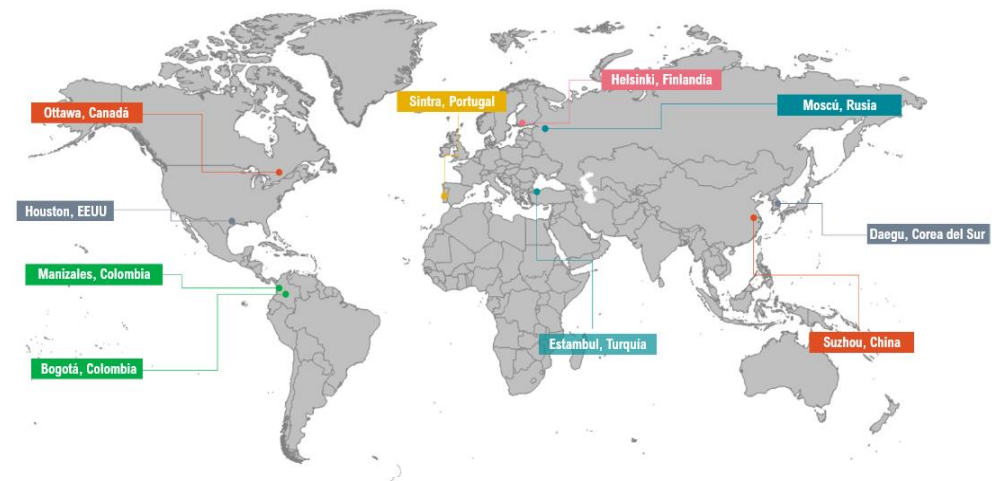 Helsinki, Finlandia
Sintra, Portugal
Moscú, Rusia
Ottawa, Canadá
Houston, EEUU
Daegu, Corea del Sur
Manizales, Colombia
Estambul, Turquia
Suzhou, China
Bogotá, Colombia